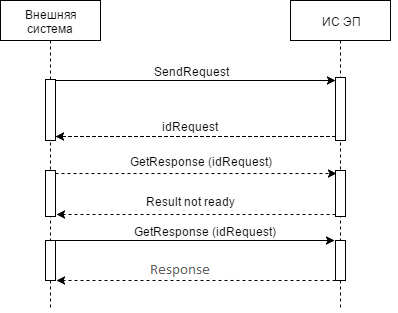 Внешняя
система
ИС ЭП
SendRequest
idRequest
GetResponse (idRequest)
Result not ready
GetResponse (idRequest)
Response